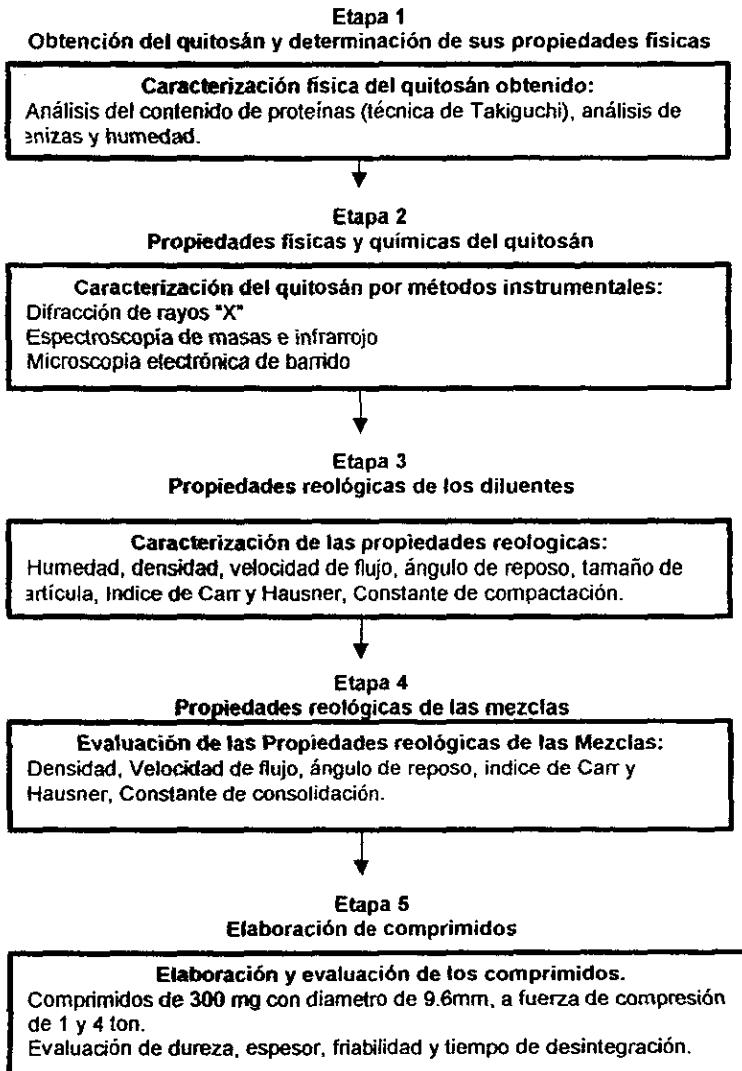 Etapa 1
Obtención del quitosán y determinación de sus propiedades físicas
Caracterización física del quitosán obtenido:
Análisis del contenido de proteínas (técnica de Takiguchi), análisis de
enizas y humedad.
Etapa 2
Propiedades físicas y químicas del quitosán
Caracterización del quitosán por métodos instrumentales:
Difracción de rayos "X"
Espectroscopía de masas e infrarrojo
Microscopia electrónica de barrido
Etapa 3
Propiedades reológicas de los diluentes
Caracterización de las propiedades reologicas:
Humedad, densidad, velocidad de flujo, ángulo de reposo, tamaño de
artícula, Indice de Carr y Hausner, Constante de compactación.
Etapa 4
Propiedades reológicas de las mezclas
Evaluación de las Propiedades reológicas de las Mezclas:
Densidad, Velocidad de flujo, ángulo de reposo, indice de Carr y
Hausner, Constante de consolidación.
Etapa 5
Elaboración de comprimidos
Elaboración y evaluación de los comprimidos.
Comprimidos de 300 mg con diametro de 9.6mm, a fuerza de compresión
de 1 y 4 ton.
Evaluación de dureza, espesor, friabilidad y tiempo de desintegración.